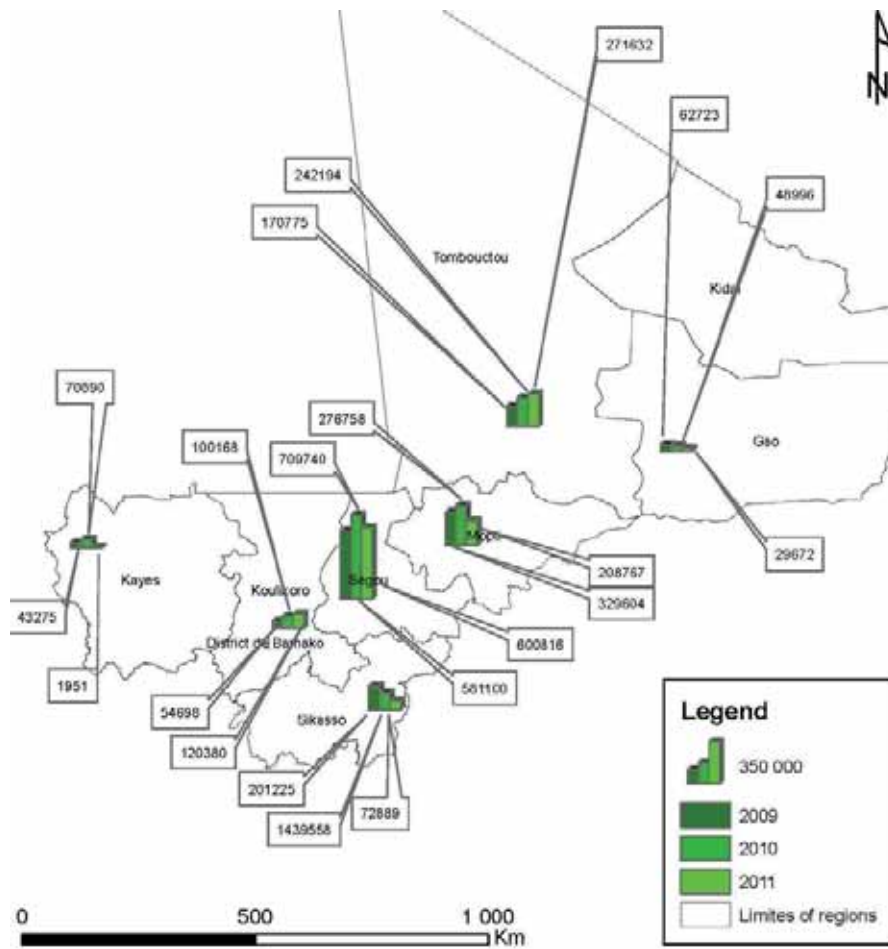 271632
N
62723
242194
48996
170775
Tombouctou
Kidal
70890
276758
100168
709740
Gao
Mopti
29672
Kayes
Koulikoro
Segou
208767
329604
43275
District de Bamako
600816
1951
54698
581100
Sikasso
120380
201225
72889
1439558
Legend
350 000
2009
2010
2011
Limites of regions
0 500 1 000
Km